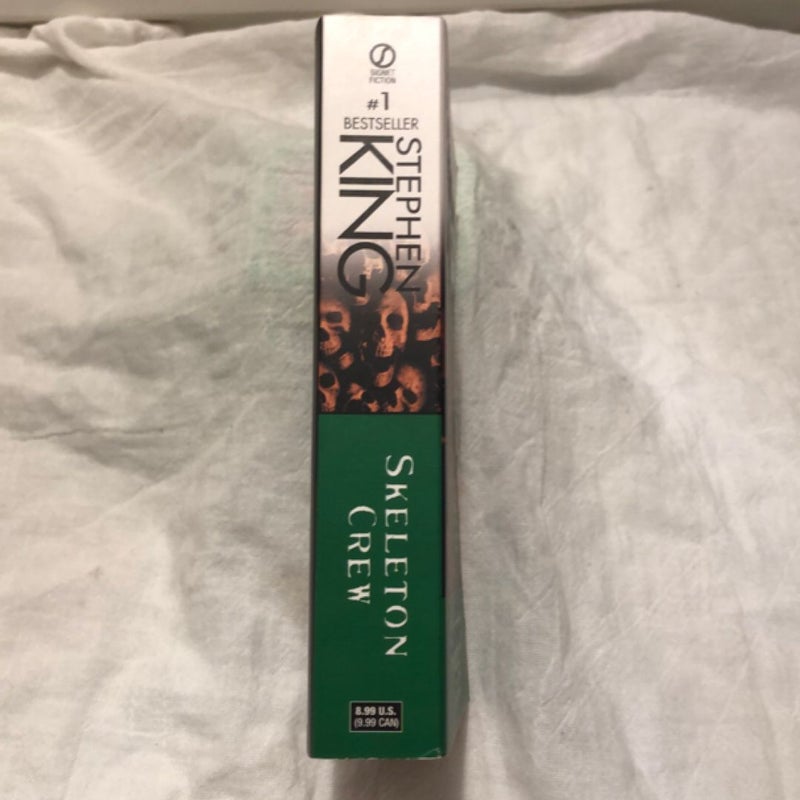 SIGNET
FICTION
#1
BESTSELLER
STEPHEN
KING
SKELETON
CREW
8.99 U.S.
(9.99 CAN)